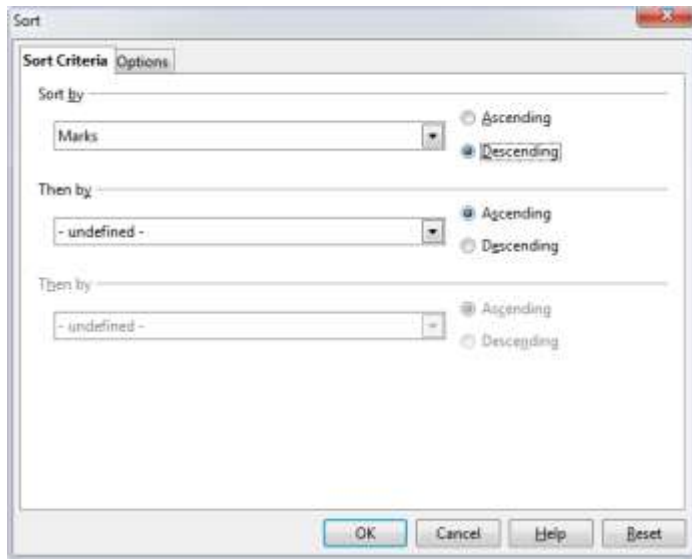 Sort
Sort Criteria Options
Sort by
Marks
Ascending
Descending
Then by
- undefined -
Ascending
Descending
Then by
- undefined -
Ascending
Descending
OK Cancel Help Reset